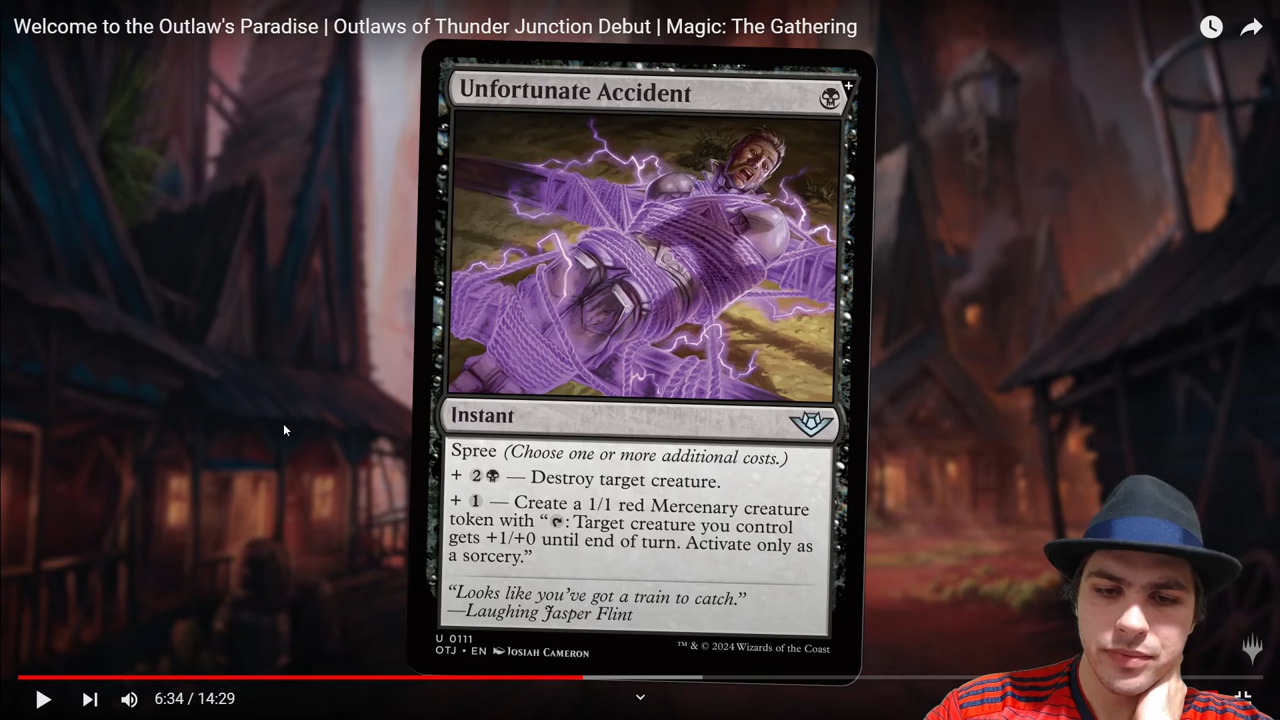 Welcome to the Outlaw's Paradise | Outlaws of Thunder Junction Debut | Magic: The Gathering
Unfortunate Accident
Instant
Spree (Choose one or more additional costs.)
+ 2 — Destroy target creature.
+ 1 — Create a 1/1 red Mercenary creature
token with “ : Target creature you control
gets +1/+0 until end of turn. Activate only as
a sorcery.”
“Looks like you’ve got a train to catch.”
—Laughing Jasper Flint
U 0111
OTJ • EN Josiah Cameron
™ & © 2024 Wizards of the Coast
6:34 / 14:29